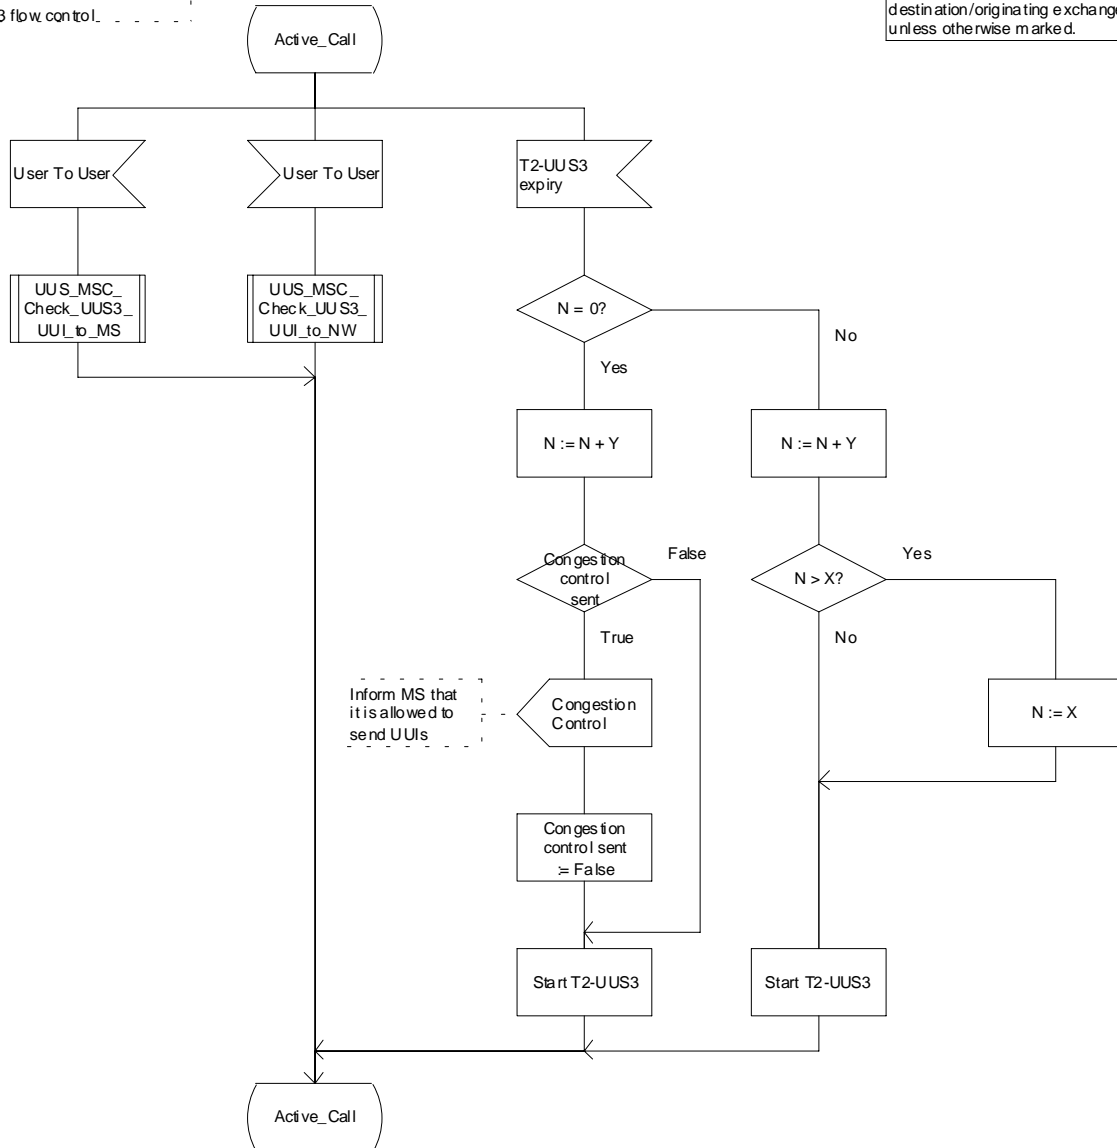 3 flow control
destination/originating exchange
unless otherwise marked.
Active_Call
User To User
User To User
T2-UUS3
expiry
UUS_MSC_
Check_UUS3_
UUI_to_MS
UUS_MSC_
Check_UUS3_
UUI_to_NW
N = 0?
No
Yes
N := N + Y
N := N + Y
Congestion
control
sent
False
N > X?
Yes
True
No
Inform MS that
it is allowed to
send UUIs
Congestion
Control
N := X
Congestion
control sent
:= False
Start T2-UUS3
Start T2-UUS3
Active_Call